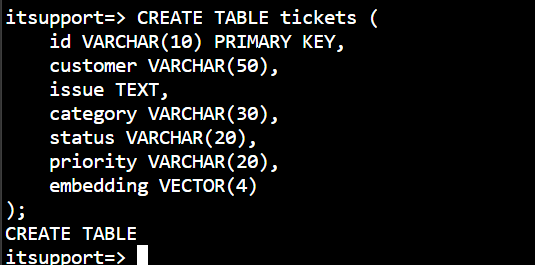 itsupport=> CREATE TABLE tickets (
    id VARCHAR(10) PRIMARY KEY,
    customer VARCHAR(50),
    issue TEXT,
    category VARCHAR(30),
    status VARCHAR(20),
    priority VARCHAR(20),
    embedding VECTOR(4)
);
CREATE TABLE
itsupport=>